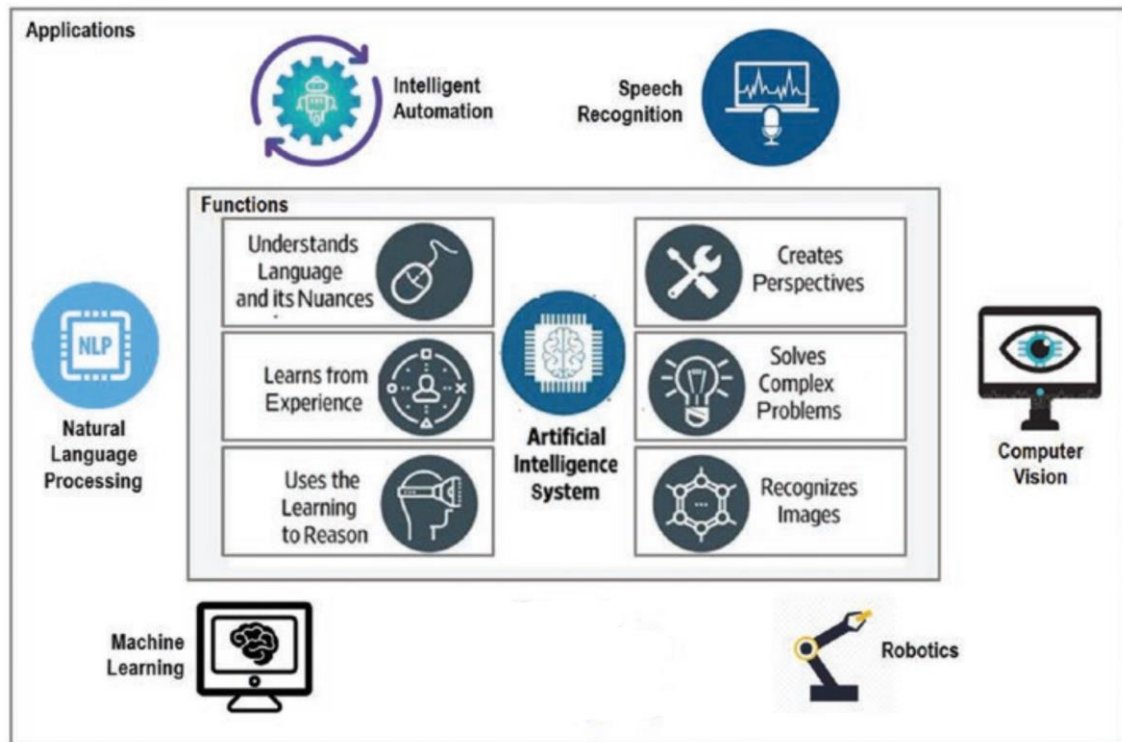 Applications
Intelligent
Automation
Speech
Recognition
Functions
Understands
Language
and its Nuances
Creates
Perspectives
NLP
Natural
Language
Processing
Learns from
Experience
Artificial
Intelligence
System
Solves
Complex
Problems
Computer
Vision
Uses the
Learning
to Reason
Recognizes
Images
Machine
Learning
Robotics